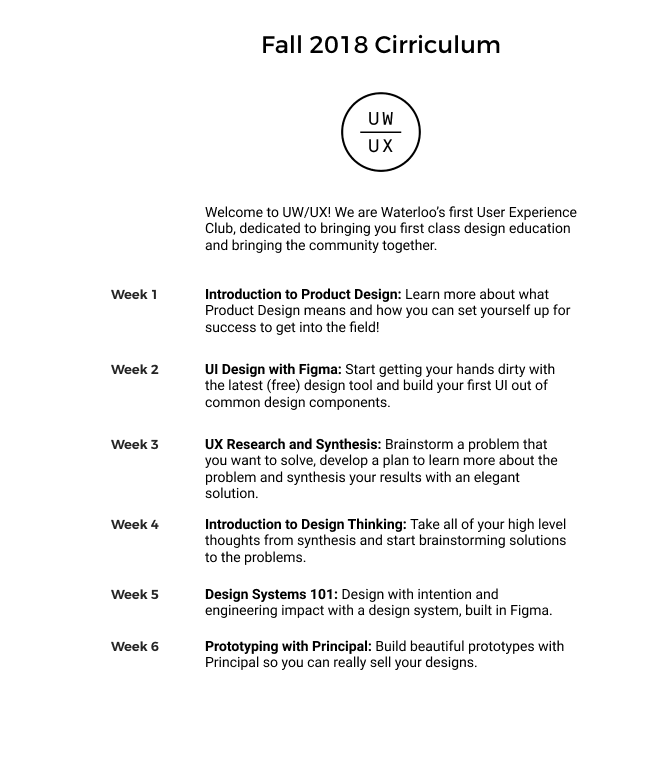 Fall 2018 Cirriculum
UW
UX
Welcome to UW/UX! We are Waterloo's first User Experience
Club, dedicated to bringing you first class design education
and bringing the community together.
Week 1
Introduction to Product Design: Learn more about what
Product Design means and how you can set yourself up for
success to get into the field!
Week 2
UI Design with Figma: Start getting your hands dirty with
the latest (free) design tool and build your first UI out of
common design components.
Week 3
UX Research and Synthesis: Brainstorm a problem that
you want to solve, develop a plan to learn more about the
problem and synthesis your results with an elegant
solution.
Week 4
Introduction to Design Thinking: Take all of your high level
thoughts from synthesis and start brainstorming solutions
to the problems.
Week 5
Design Systems 101: Design with intention and
engineering impact with a design system, built in Figma.
Week 6
Prototyping with Principal: Build beautiful prototypes with
Principal so you can really sell your designs.